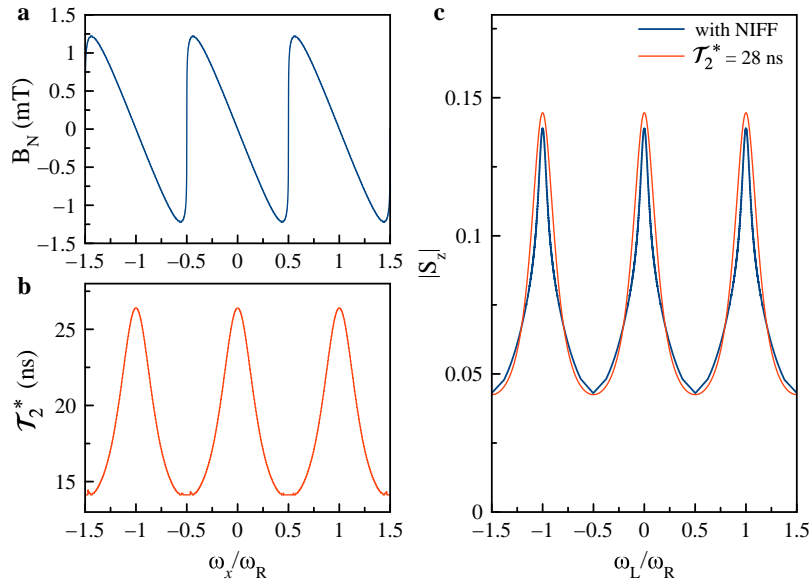 a
B_N (mT)
1.5
1
0.5
0
−0.5
−1
−1.5
−1.5 −1 −0.5 0 0.5 1 1.5
b
𝒯₂* (ns)
25
20
15
−1.5 −1 −0.5 0 0.5 1 1.5
ω_x/ω_R
c
with NIFF
𝒯₂* = 28 ns
|S_z|
0.15
0.1
0.05
0
−1.5 −1 −0.5 0 0.5 1 1.5
ω_L/ω_R